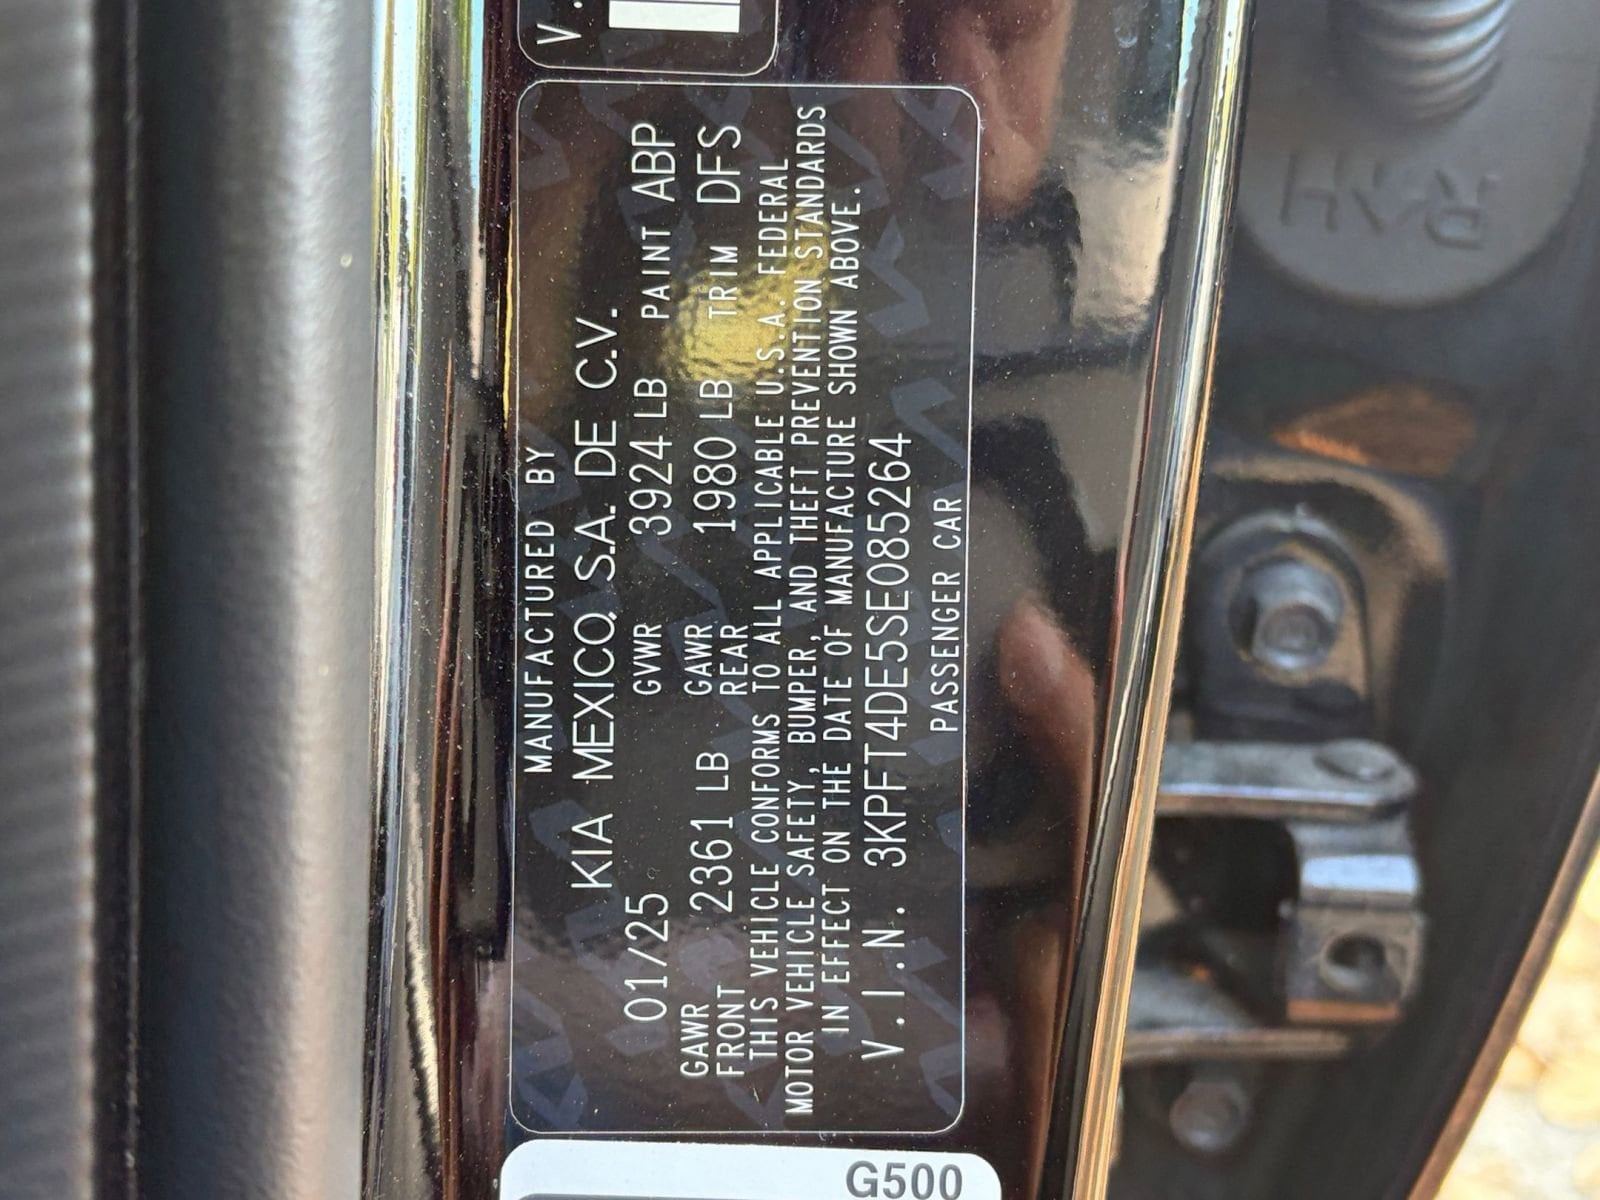 V.
MANUFACTURED BY
KIA MEXICO, S.A. DE C.V.
01/25 GVWR 3924 LB PAINT ABP
GAWR FRONT 2361 LB GAWR REAR 1980 LB TRIM DFS
THIS VEHICLE CONFORMS TO ALL APPLICABLE U.S.A. FEDERAL
MOTOR VEHICLE SAFETY, BUMPER, AND THEFT PREVENTION STANDARDS
IN EFFECT ON THE DATE OF MANUFACTURE SHOWN ABOVE.
V.I.N. 3KPFT4DE5SE085264
PASSENGER CAR
G500